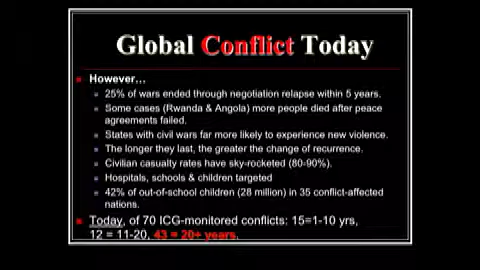 Global Conflict Today
However…
25% of wars ended through negotiation relapse within 5 years.
Some cases (Rwanda & Angola) more people died after peace
agreements failed.
States with civil wars far more likely to experience new violence.
The longer they last, the greater the change of recurrence.
Civilian casualty rates have sky-rocketed (80-90%).
Hospitals, schools & children targeted
42% of out-of-school children (28 million) in 35 conflict-affected
nations.
Today, of 70 ICG-monitored conflicts: 15=1-10 yrs,
12 = 11-20, 43 = 20+ years.